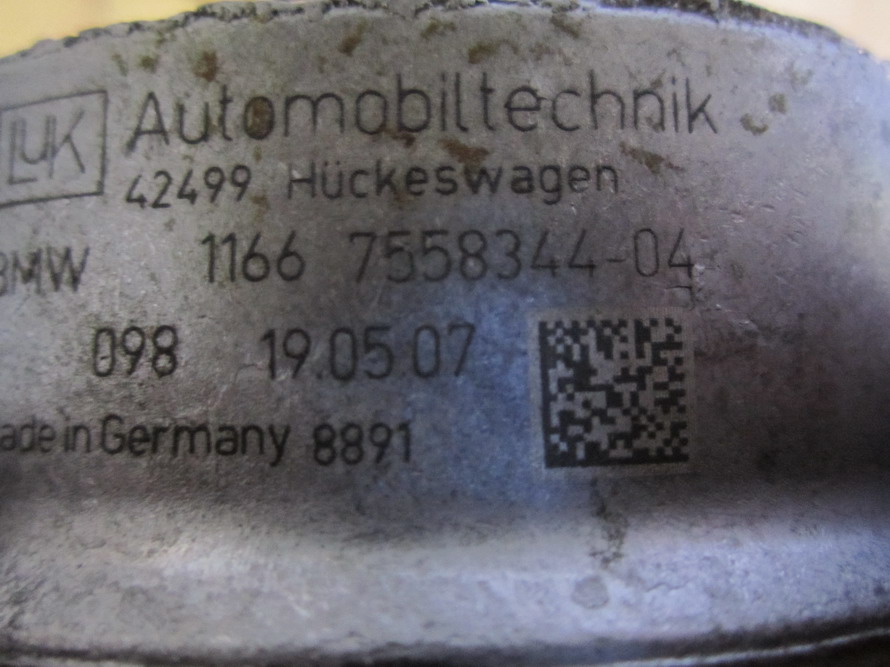 LuK Automobiltechnik
42499 Hückeswagen
BMW 1166 7558344-04
098 19.05.07
ade in Germany 8891